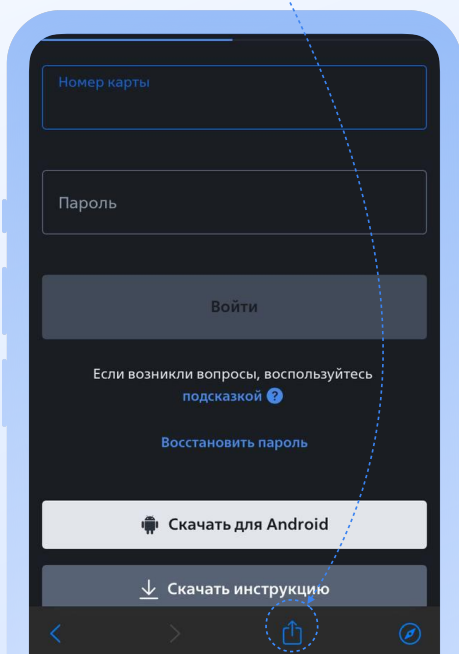 Номер карты
Пароль
Войти
Если возникли вопросы, воспользуйтесь
подсказкой ?
Восстановить пароль
Скачать для Android
Скачать инструкцию